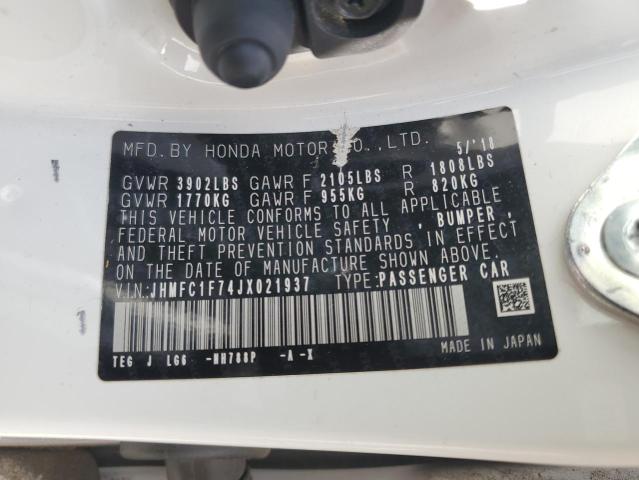 MFD.BY HONDA MOTOR CO.,LTD. 5/'18
GVWR 3902LBS GAWR F 2105LBS R 1808LBS
GVWR 1770KG GAWR F 955KG R 820KG
THIS VEHICLE CONFORMS TO ALL APPLICABLE
FEDERAL MOTOR VEHICLE SAFETY , BUMPER ,
AND THEFT PREVENTION STANDARDS IN EFFECT
ON THE DATE OF MANUFACTURE SHOWN ABOVE.
V.I.N.:JHMFC1F74JX021937 TYPE:PASSENGER CAR
TEG J LG6 -NH788P -A -X MADE IN JAPAN